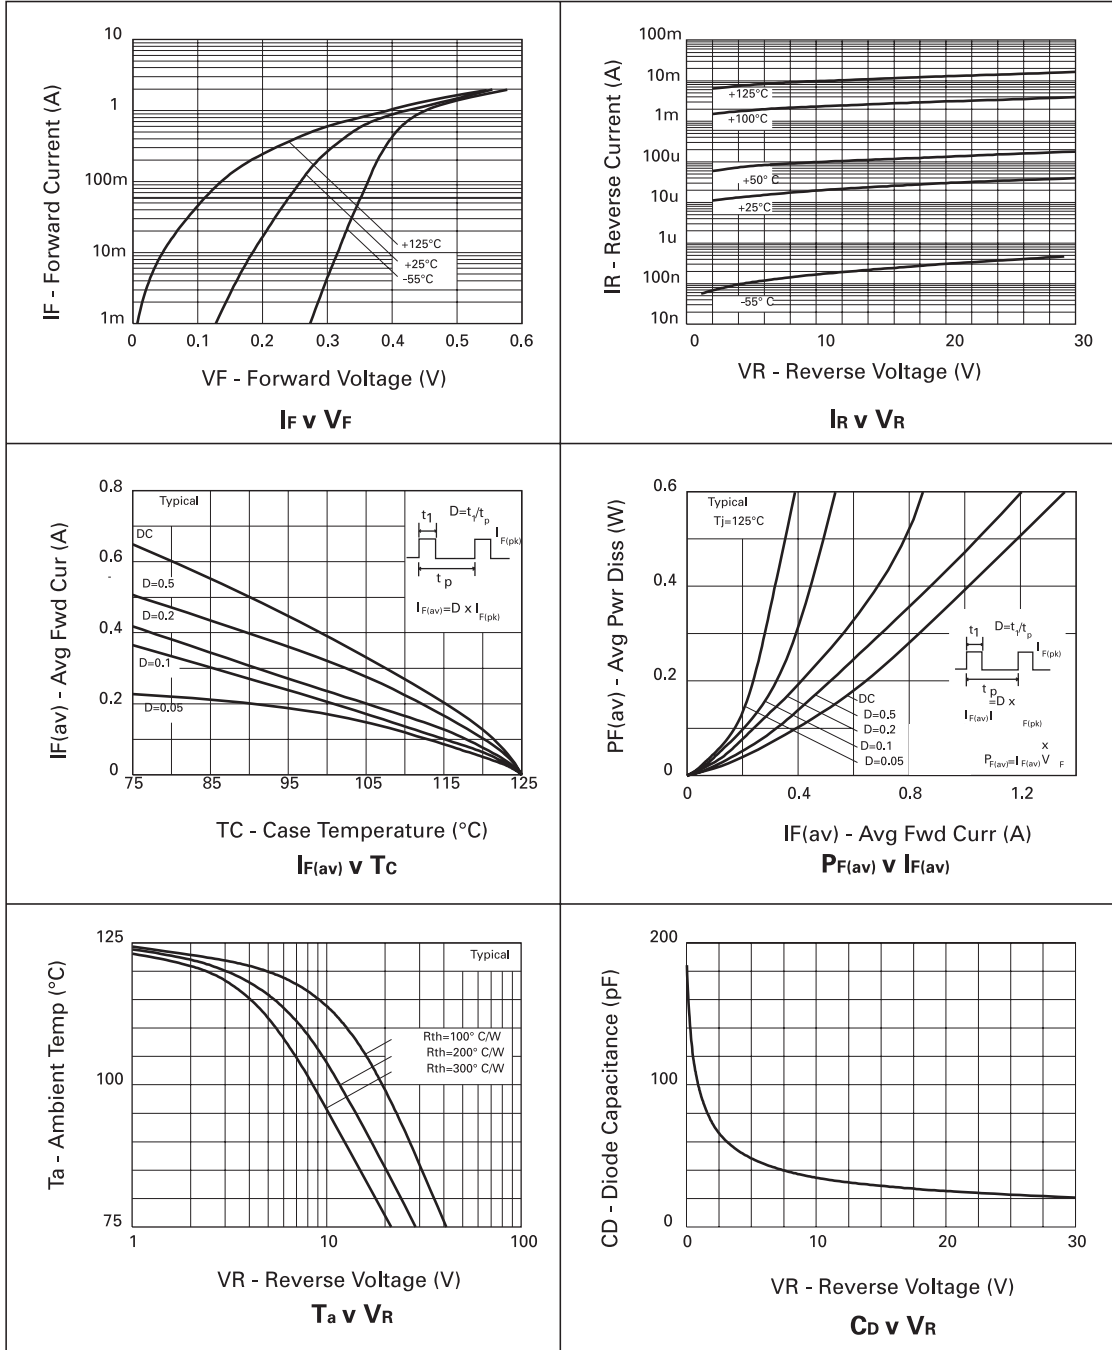 10
1
100m
10m
1m
0 0.1 0.2 0.3 0.4 0.5 0.6
IF - Forward Current (A)
+125°C
+25°C
-55°C
VF - Forward Voltage (V)
IF v VF
100m
10m
1m
100u
10u
1u
100n
10n
0 10 20 30
IR - Reverse Current (A)
+125°C
+100°C
+50° C
+25°C
-55° C
VR - Reverse Voltage (V)
IR v VR
0.8
0.6
0.4
0.2
0
75 85 95 105 115 125
IF(av) - Avg Fwd Cur (A)
Typical
DC
D=0.5
D=0.2
D=0.1
D=0.05
t1 D=t1/tp
IF(pk)
tp
IF(av)=D x IF(pk)
TC - Case Temperature (°C)
IF(av) v TC
0.6
0.4
0.2
0
0 0.4 0.8 1.2
PF(av) - Avg Pwr Diss (W)
Typical
Tj=125°C
DC
D=0.5
D=0.2
D=0.1
D=0.05
t1 D=t1/tp
IF(pk)
tp
=D x
IF(av)I F(pk)
x
PF(av)=IF(av)V F
IF(av) - Avg Fwd Curr (A)
PF(av) v IF(av)
125
100
75
1 10 100
Ta - Ambient Temp (°C)
Typical
Rth=100° C/W
Rth=200° C/W
Rth=300° C/W
VR - Reverse Voltage (V)
Ta v VR
200
100
0
0 10 20 30
CD - Diode Capacitance (pF)
VR - Reverse Voltage (V)
CD v VR